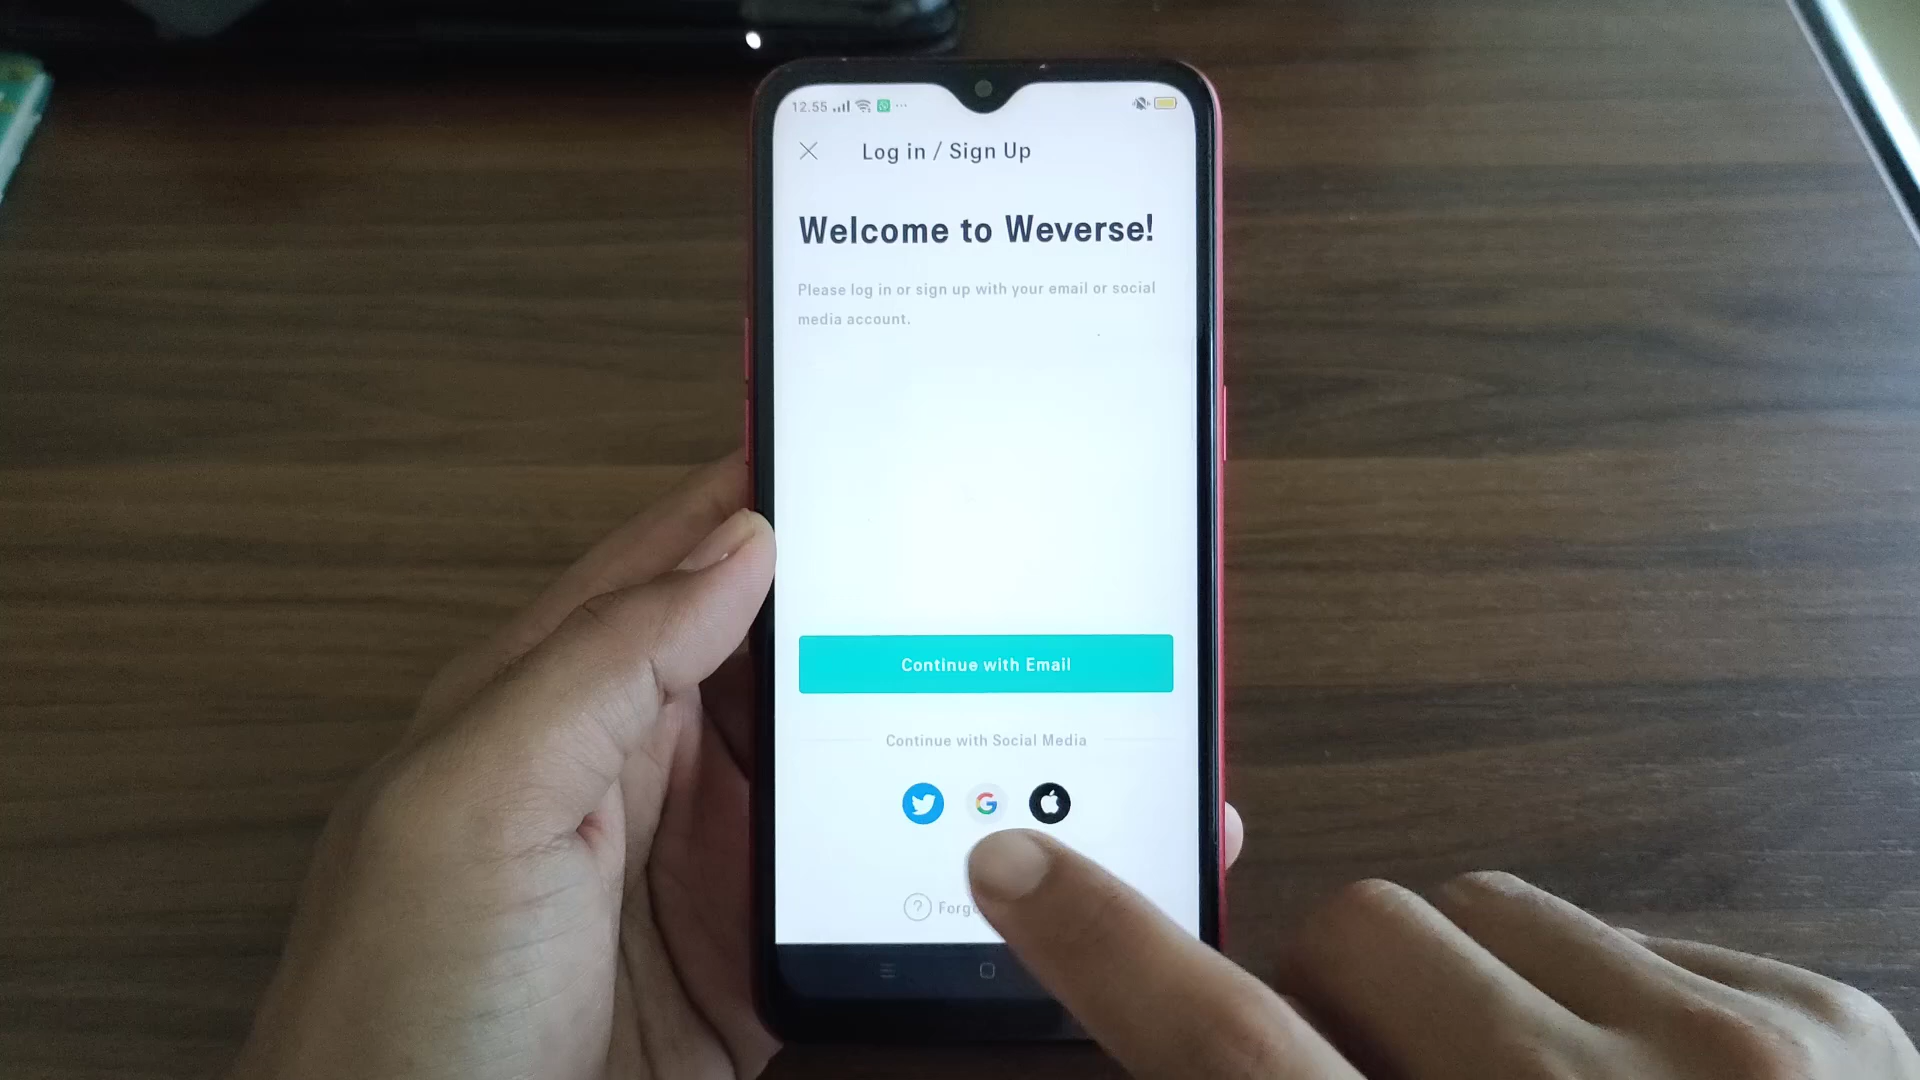 12.55
Log in / Sign Up
Welcome to Weverse!
Please log in or sign up with your email or social
media account.
Continue with Email
Continue with Social Media
?